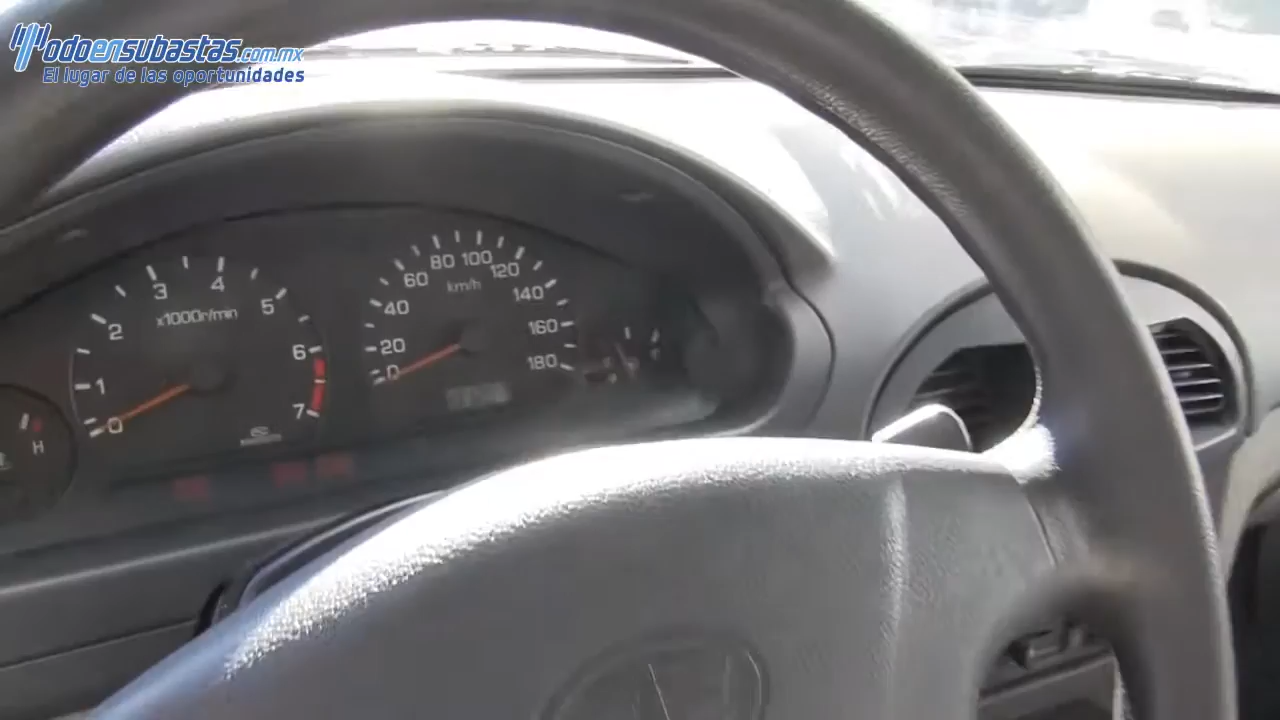 Todoensubastas.com.mx
El lugar de las oportunidades
0 1 2 3 4 5 6 7
x1000r/min
0 20 40 60 80 100 120 140 160 180
km/h
H